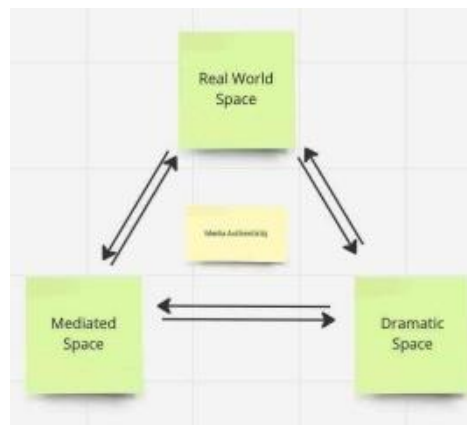 Real World
Space
Media Authenticity
Mediated
Space
Dramatic
Space